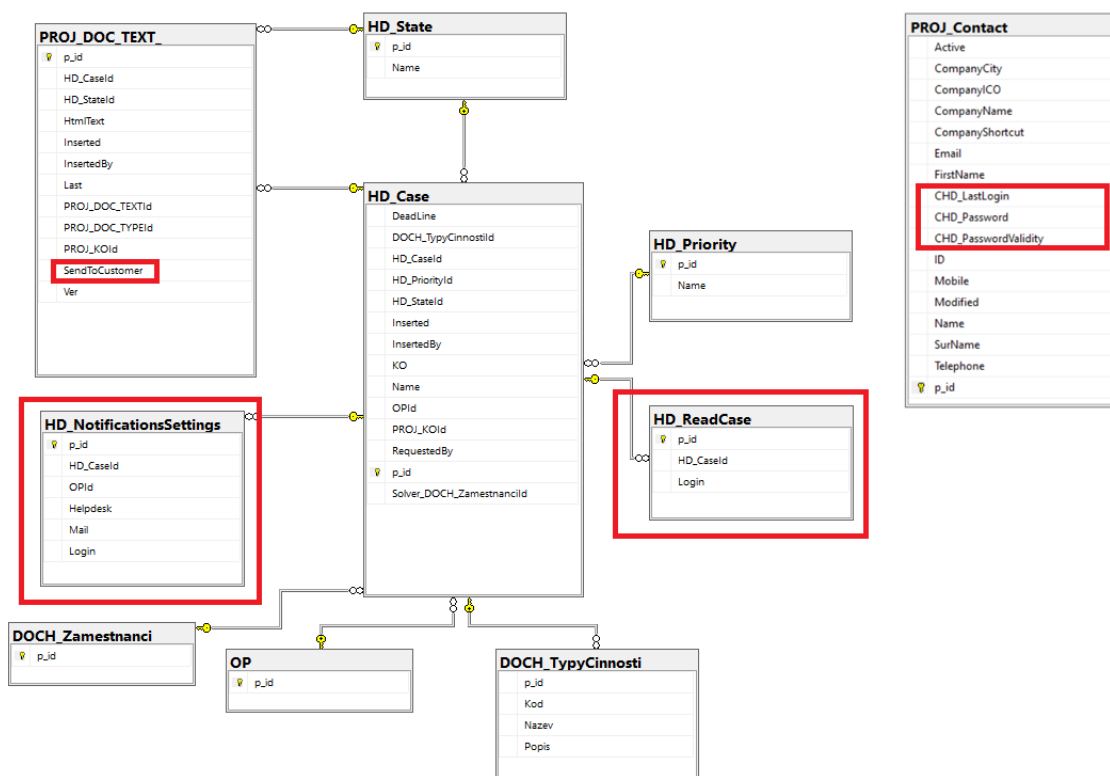 PROJ_DOC_TEXT_
p_id
HD_CaseId
HD_StateId
HtmlText
Inserted
InsertedBy
Last
PROJ_DOC_TEXTId
PROJ_DOC_TYPEId
PROJ_KOId
SendToCustomer
Ver
HD_State
p_id
Name
PROJ_Contact
Active
CompanyCity
CompanyICO
CompanyName
CompanyShortcut
Email
FirstName
CHD_LastLogin
CHD_Password
CHD_PasswordValidity
ID
Mobile
Modified
Name
SurName
Telephone
p_id
HD_Case
DeadLine
DOCH_TypyCinnostiId
HD_CaseId
HD_PriorityId
HD_StateId
Inserted
InsertedBy
KO
Name
OPId
PROJ_KOId
RequestedBy
p_id
Solver_DOCH_ZamestnanciId
HD_Priority
p_id
Name
HD_NotificationsSettings
p_id
HD_CaseId
OPId
Helpdesk
Mail
Login
HD_ReadCase
p_id
HD_CaseId
Login
DOCH_Zamestnanci
p_id
OP
p_id
DOCH_TypyCinnosti
p_id
Kod
Nazev
Popis